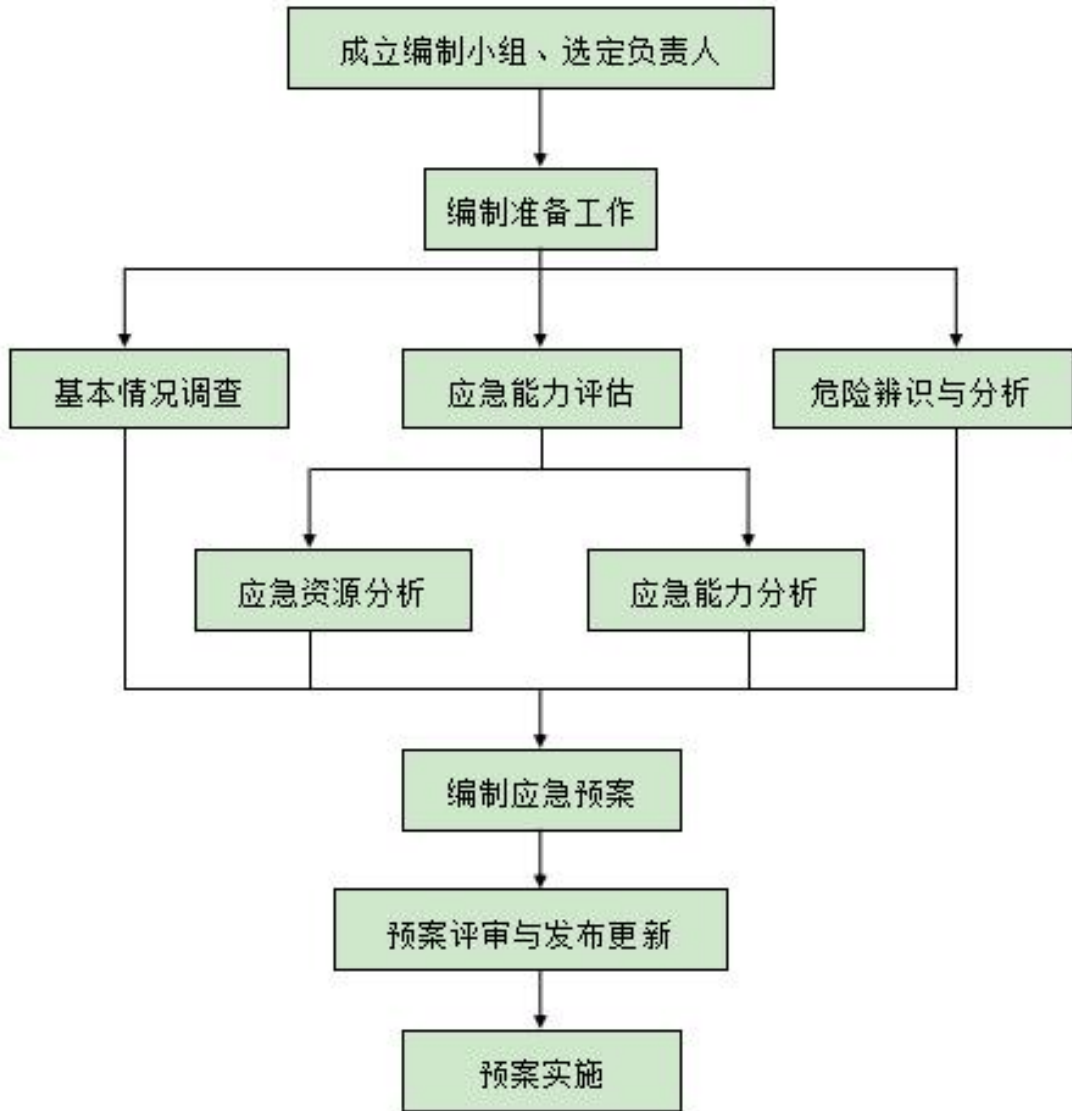 成立编制小组、选定负责人
编制准备工作
基本情况调查
应急能力评估
危险辨识与分析
应急资源分析
应急能力分析
编制应急预案
预案评审与发布更新
预案实施